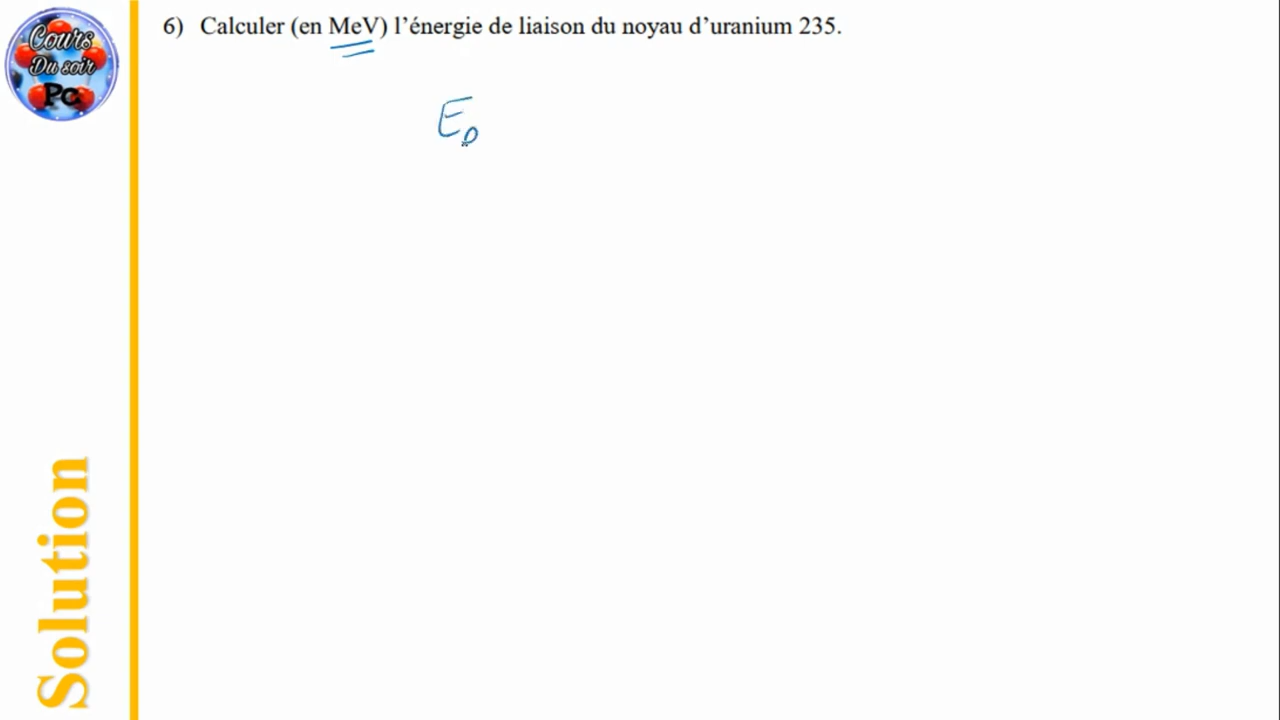 Cours
Du soir
PC
6) Calculer (en MeV) l’énergie de liaison du noyau d’uranium 235.
E
Solution